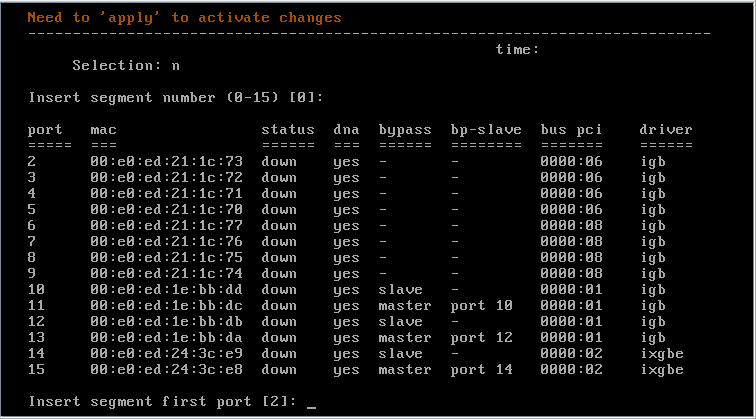 Need to 'apply' to activate changes
----------------------------------------------------------------------------
time:
Selection: n
Insert segment number (0-15) [0]:
port mac status dna bypass bp-slave bus pci driver
===== === ====== === ====== ======== ======= ======
2 00:e0:ed:21:1c:73 down yes - - 0000:06 igb
3 00:e0:ed:21:1c:72 down yes - - 0000:06 igb
4 00:e0:ed:21:1c:71 down yes - - 0000:06 igb
5 00:e0:ed:21:1c:70 down yes - - 0000:06 igb
6 00:e0:ed:21:1c:77 down yes - - 0000:08 igb
7 00:e0:ed:21:1c:76 down yes - - 0000:08 igb
8 00:e0:ed:21:1c:75 down yes - - 0000:08 igb
9 00:e0:ed:21:1c:74 down yes - - 0000:08 igb
10 00:e0:ed:1e:bb:dd down yes slave - 0000:01 igb
11 00:e0:ed:1e:bb:dc down yes master port 10 0000:01 igb
12 00:e0:ed:1e:bb:db down yes slave - 0000:01 igb
13 00:e0:ed:1e:bb:da down yes master port 12 0000:01 igb
14 00:e0:ed:24:3c:e9 down yes slave - 0000:02 ixgbe
15 00:e0:ed:24:3c:e8 down yes master port 14 0000:02 ixgbe
Insert segment first port [2]: _